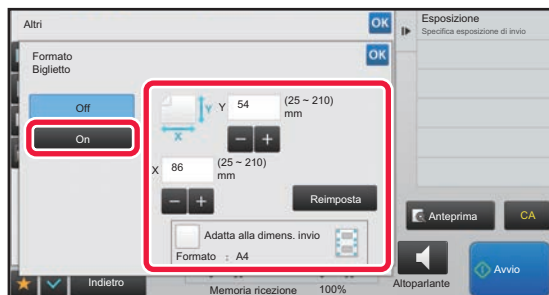 Altri
OK
Esposizione
Specifica esposizione di invio
Formato
Biglietto
OK
Off
On
Y
Y
54
(25 ~ 210)
mm
X
X
86
(25 ~ 210)
mm
Reimposta
Adatta alla dimens. invio
Formato : A4
Anteprima
CA
Indietro
Memoria ricezione 100%
Altoparlante
Avvio